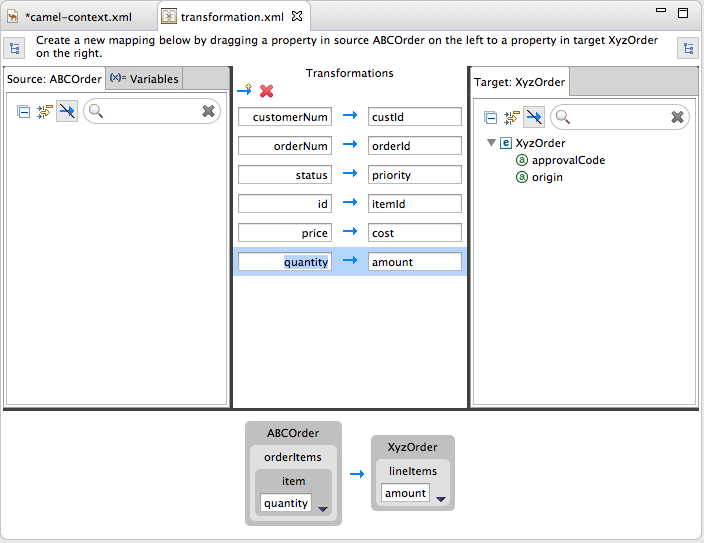 *camel-context.xml
transformation.xml
Create a new mapping below by dragging a property in source ABCOrder on the left to a property in target XyzOrder
on the right.
Source: ABCOrder
(x)= Variables
Transformations
Target: XyzOrder
customerNum custId
orderNum orderId
status priority
id itemId
price cost
quantity amount
e XyzOrder
a approvalCode
a origin
ABCOrder
orderItems
item
quantity
XyzOrder
lineItems
amount